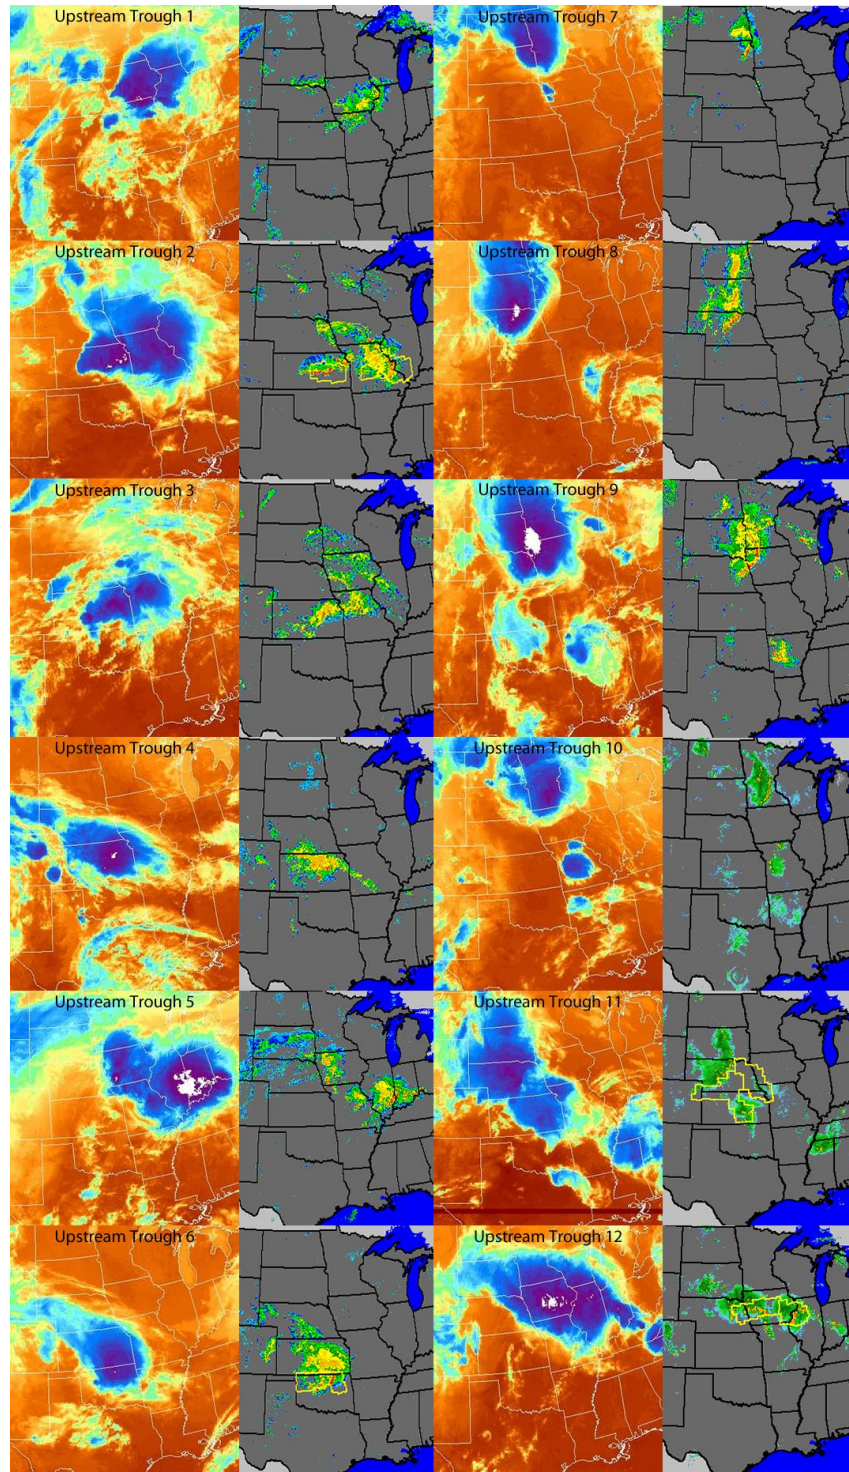 Upstream Trough 1
Upstream Trough 7
Upstream Trough 2
Upstream Trough 8
Upstream Trough 3
Upstream Trough 9
Upstream Trough 4
Upstream Trough 10
Upstream Trough 5
Upstream Trough 11
Upstream Trough 6
Upstream Trough 12